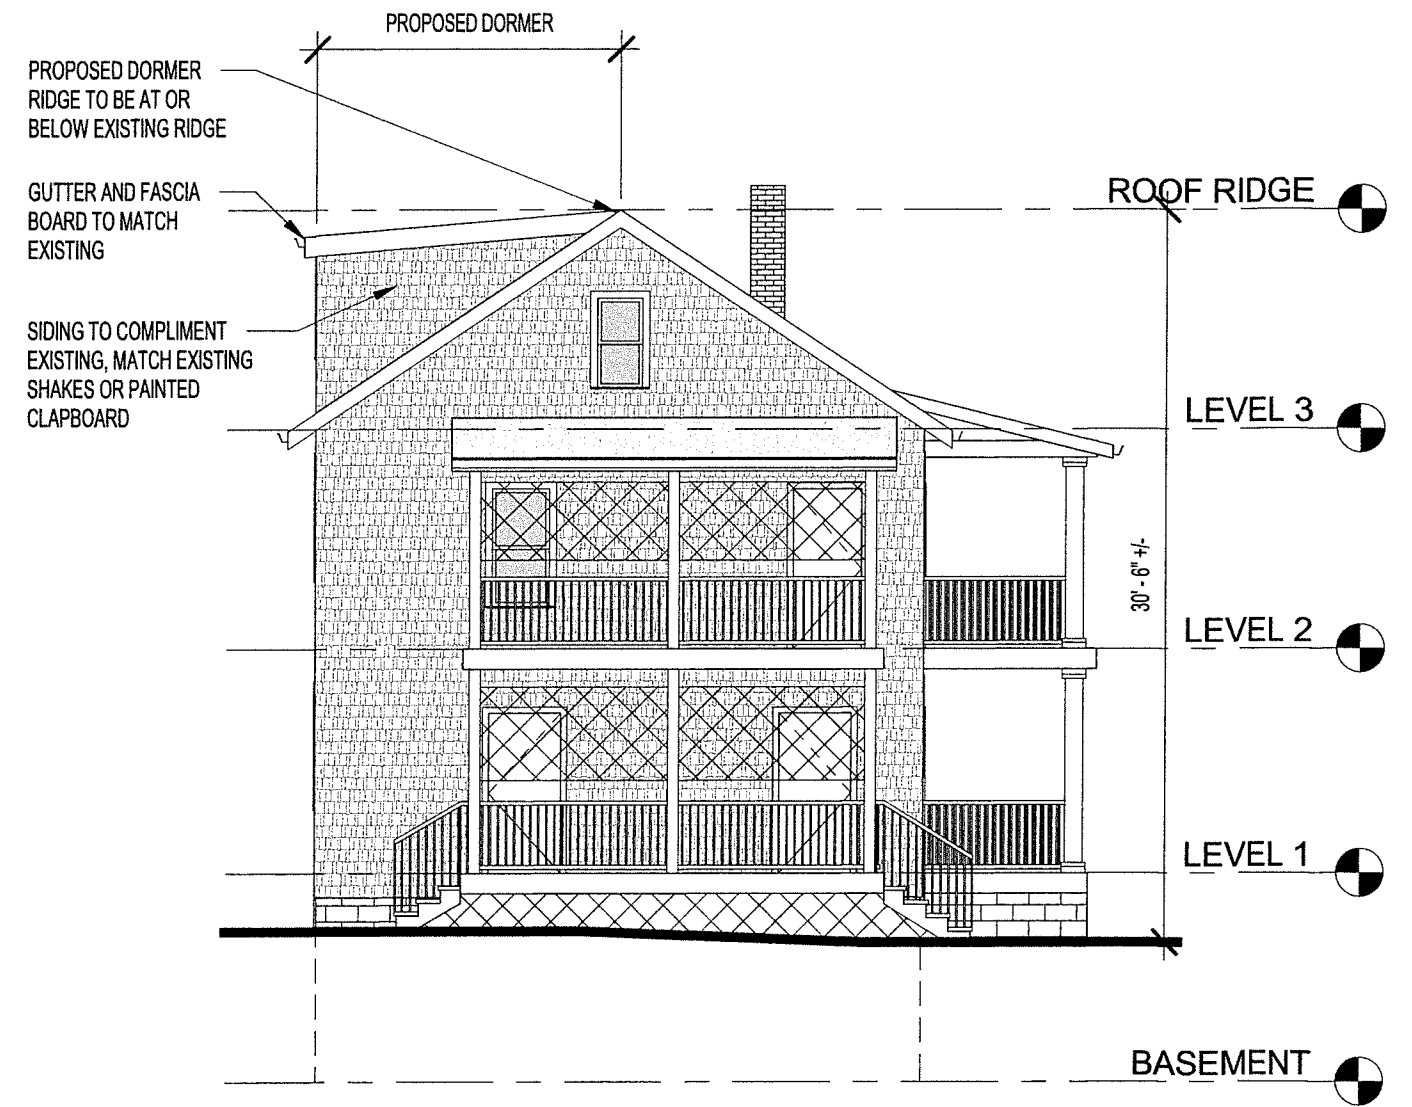 PROPOSED DORMER
PROPOSED DORMER
RIDGE TO BE AT OR
BELOW EXISTING RIDGE
GUTTER AND FASCIA
BOARD TO MATCH
EXISTING
SIDING TO COMPLIMENT
EXISTING, MATCH EXISTING
SHAKES OR PAINTED
CLAPBOARD
ROOF RIDGE
LEVEL 3
30' - 6" +/-
LEVEL 2
LEVEL 1
BASEMENT